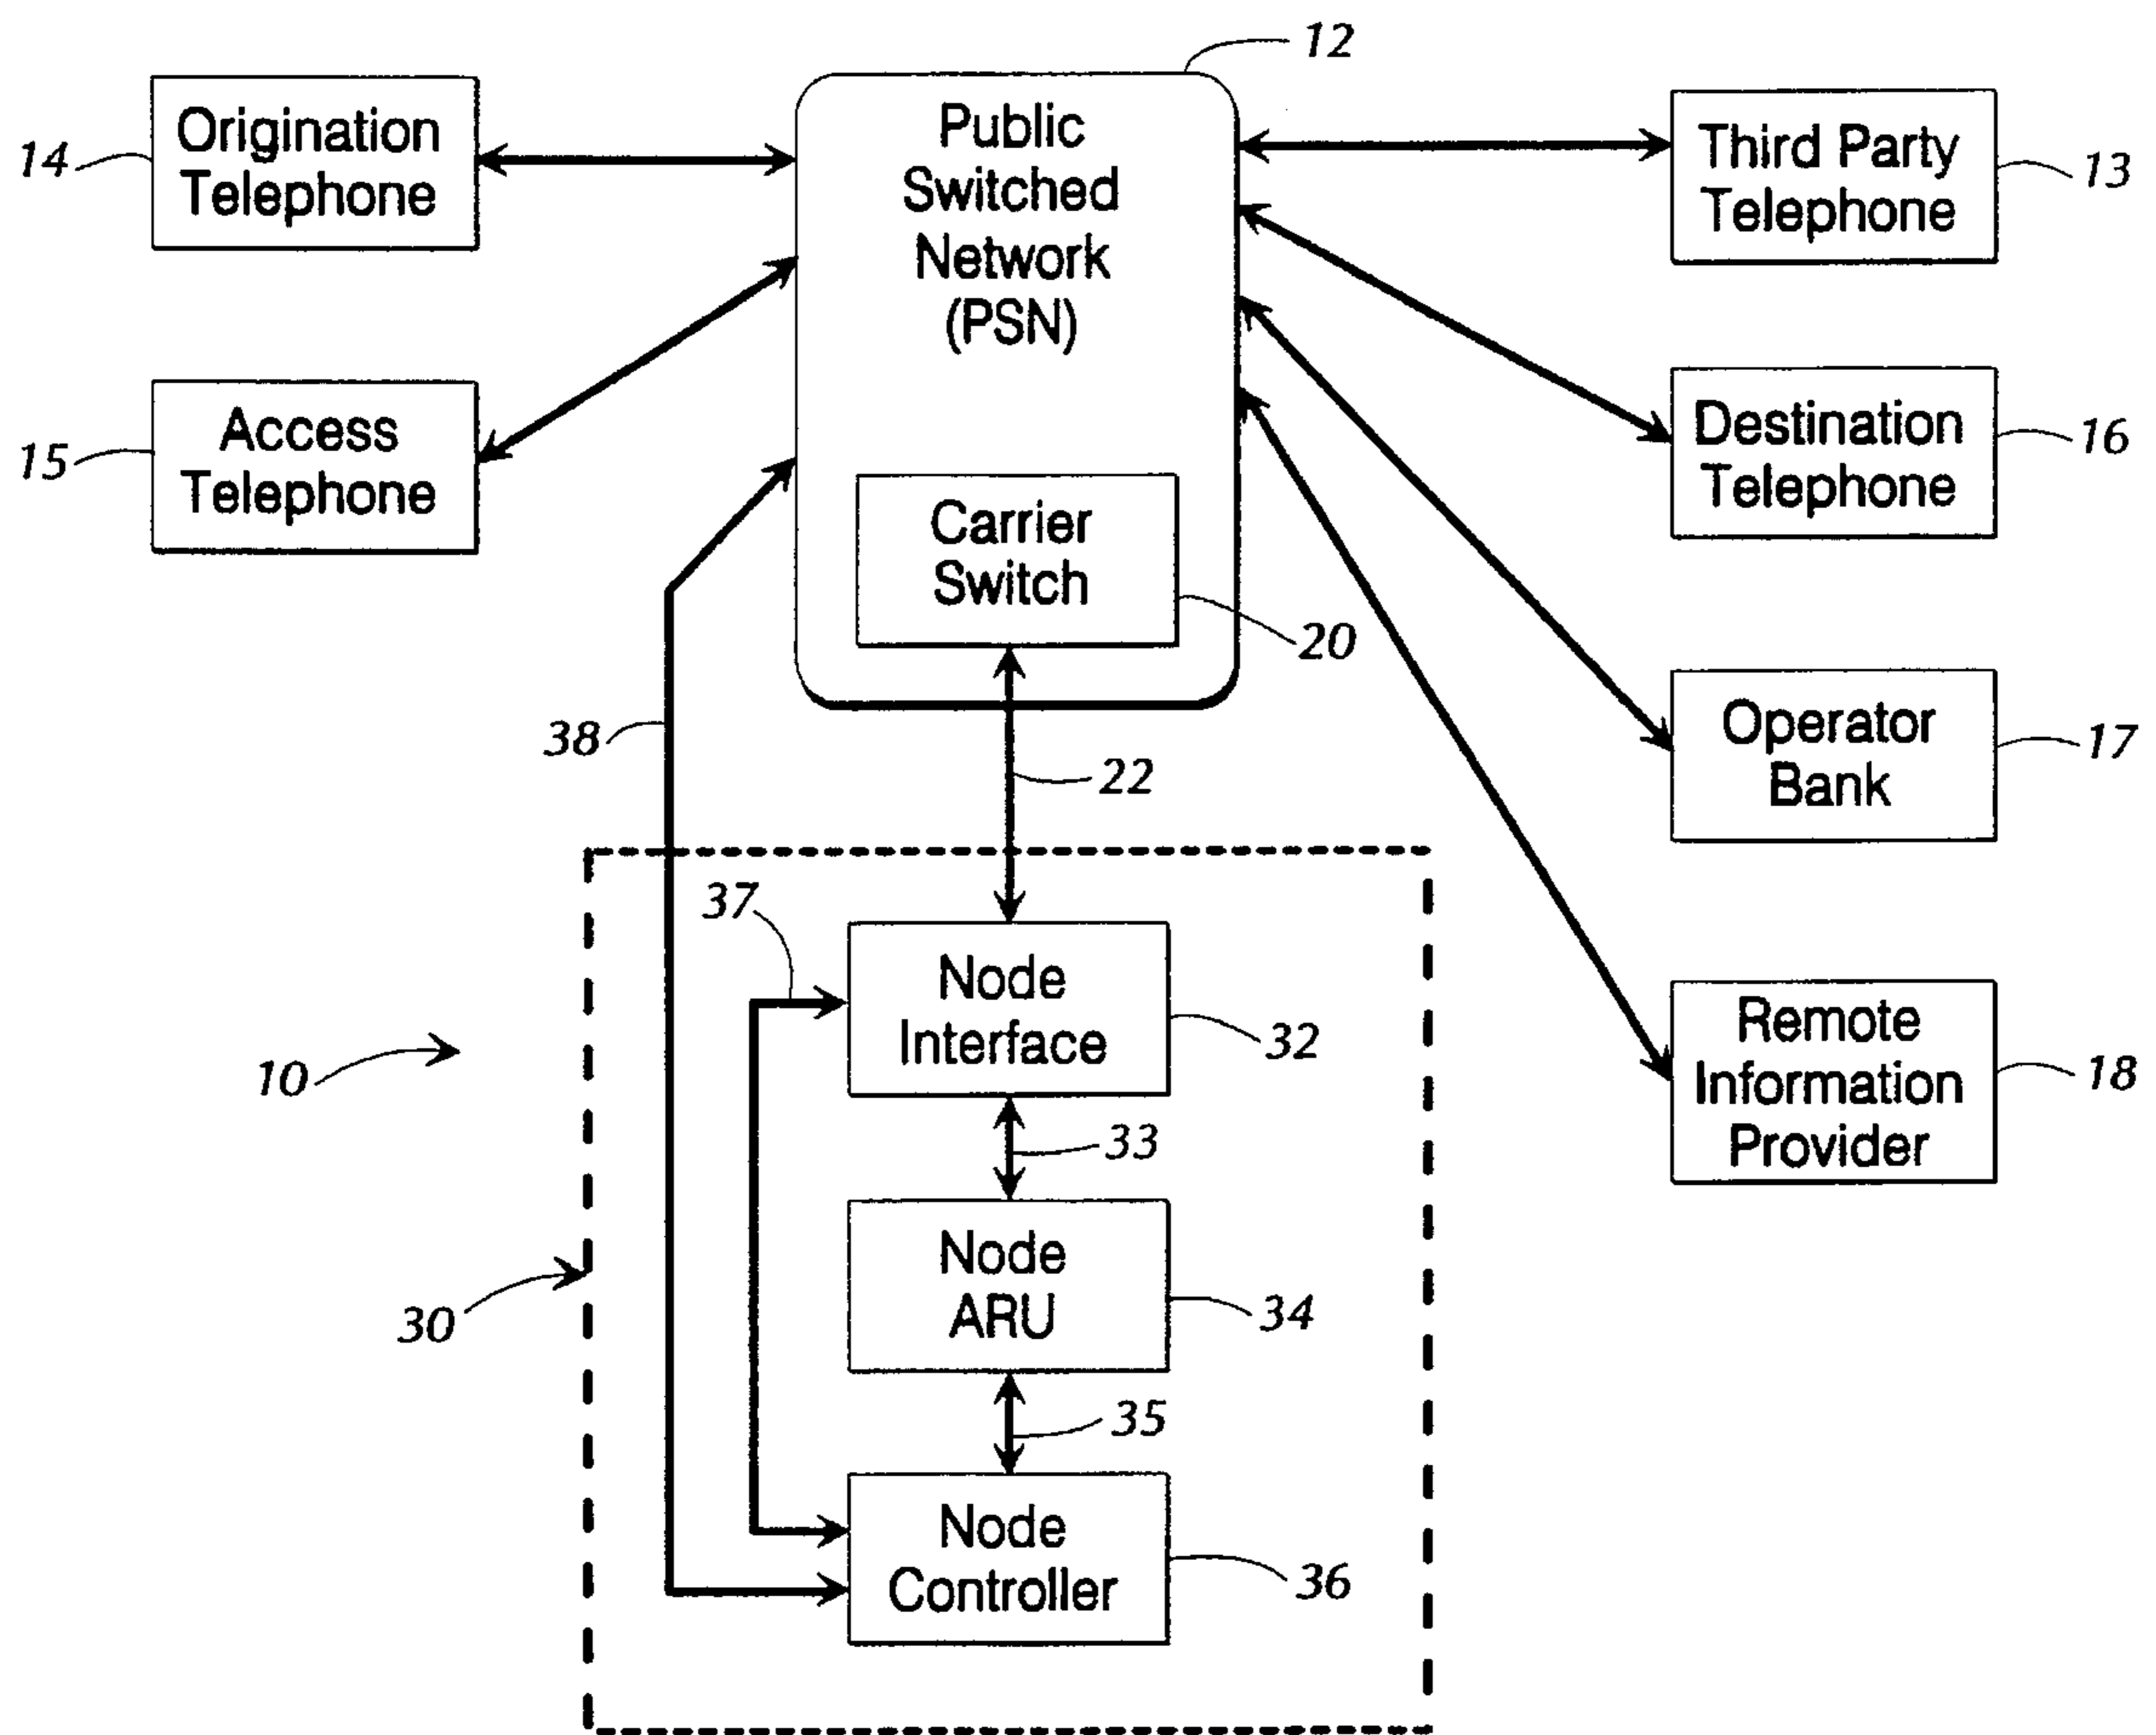 12
Origination
Telephone
14
Public
Switched
Network
(PSN)
Third Party
Telephone
13
Access
Telephone
15
Destination
Telephone
16
Carrier
Switch
20
38
22
Operator
Bank
17
37
Node
Interface
32
10
Remote
Information
Provider
18
33
Node
ARU
34
30
35
Node
Controller
36